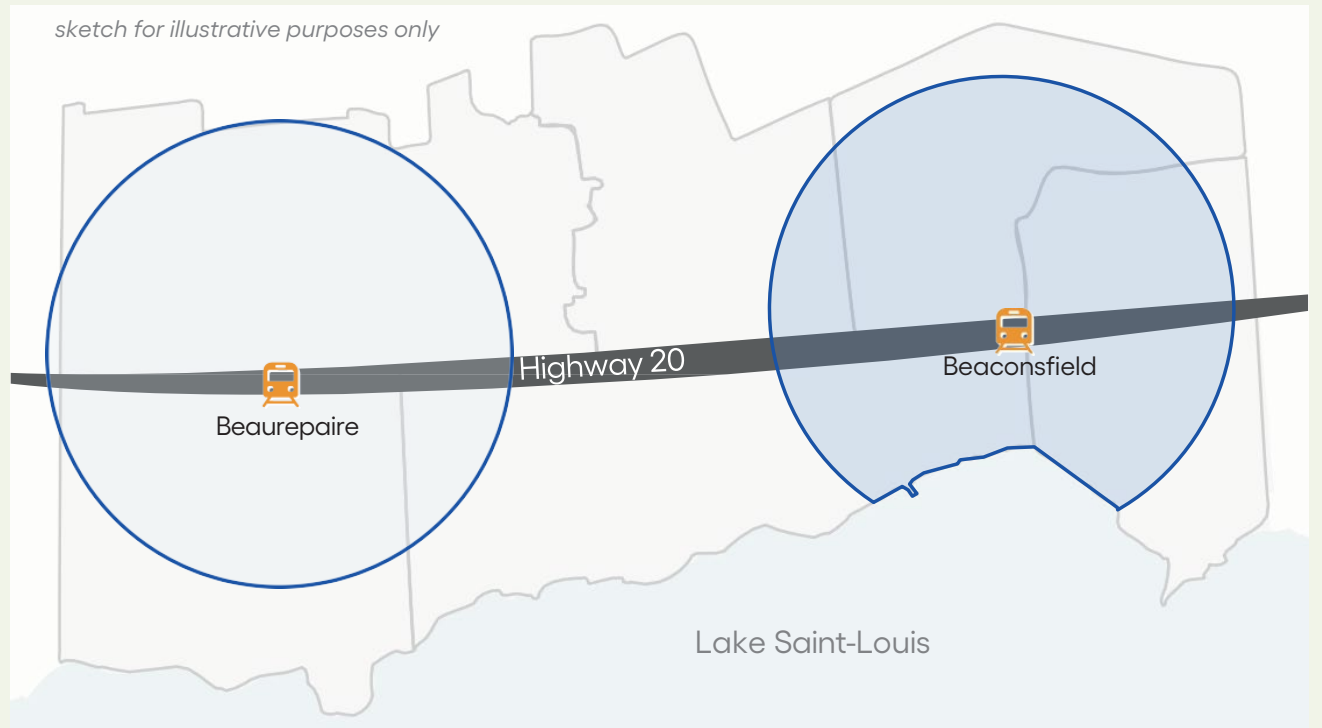 sketch for illustrative purposes only
Highway 20
Beaconsfield
Beaurepaire
Lake Saint-Louis